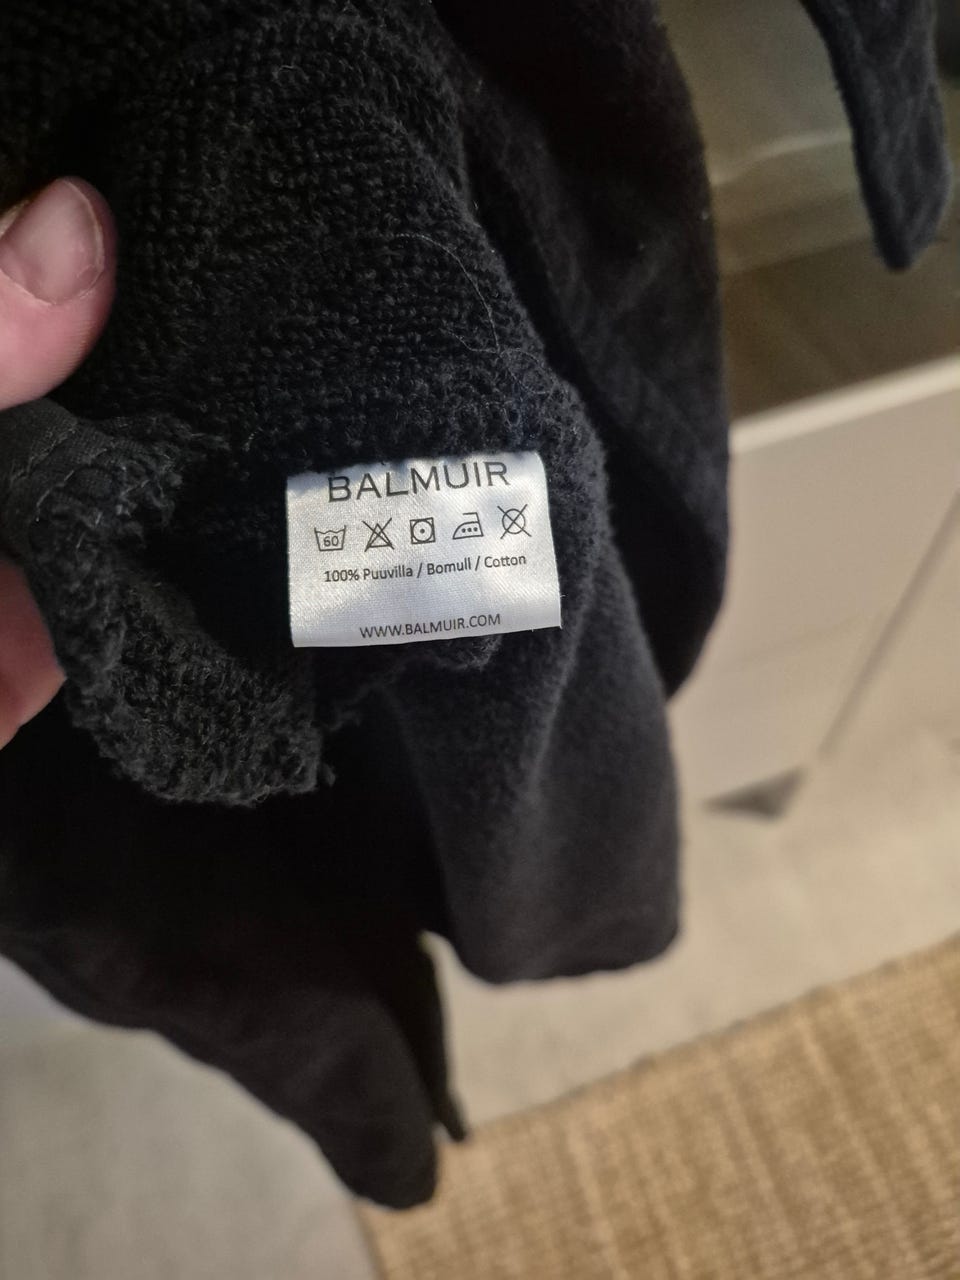 BALMUIR
60
100% Puuvilla / Bomull / Cotton
WWW.BALMUIR.COM